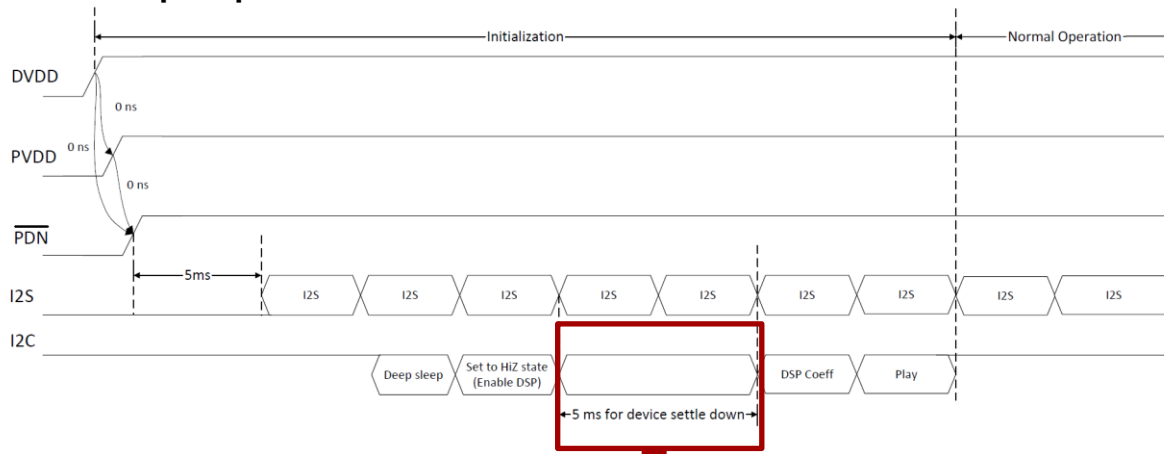 Initialization
Normal Operation
DVDD
0 ns
PVDD
0 ns
0 ns
PDN
5ms
I2S
I2S
I2S
I2S
I2S
I2S
I2S
I2S
I2S
I2S
I2C
Deep sleep
Set to HiZ state
(Enable DSP)
DSP Coeff
Play
5 ms for device settle down